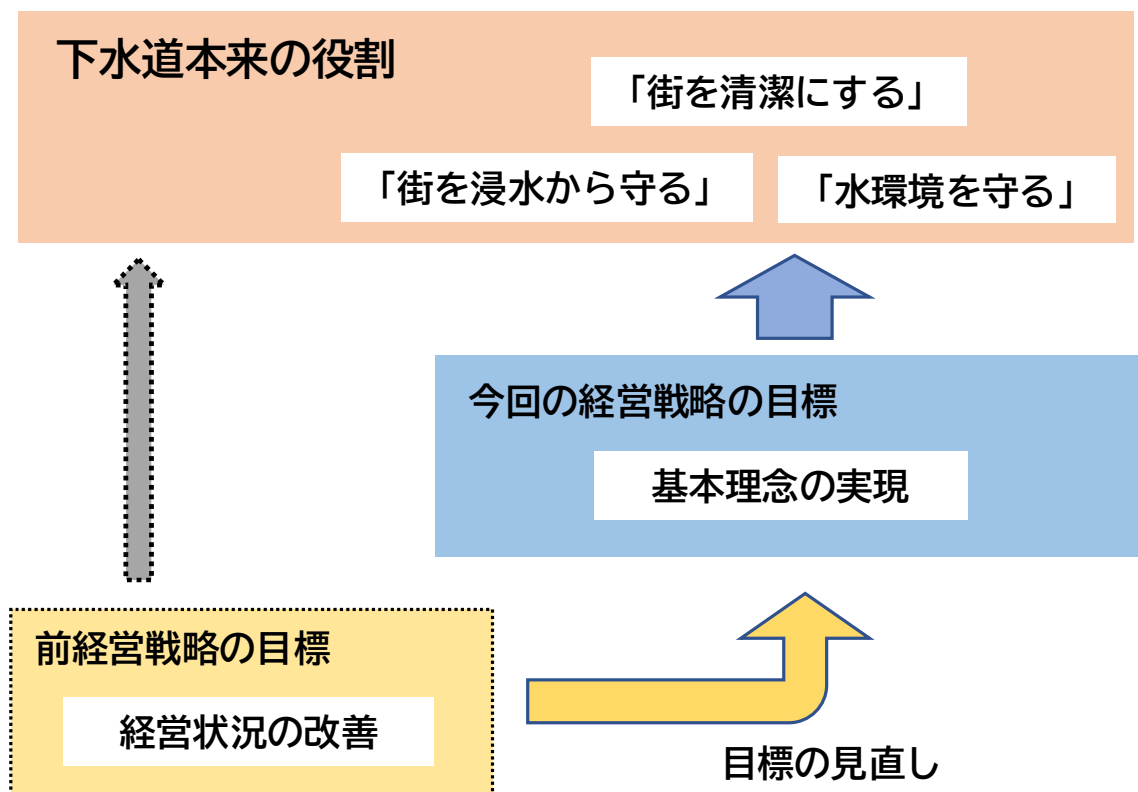 下水道本来の役割
「街を清潔にする」
「街を浸水から守る」
「水環境を守る」
今回の経営戦略の目標
基本理念の実現
前経営戦略の目標
経営状況の改善
目標の見直し